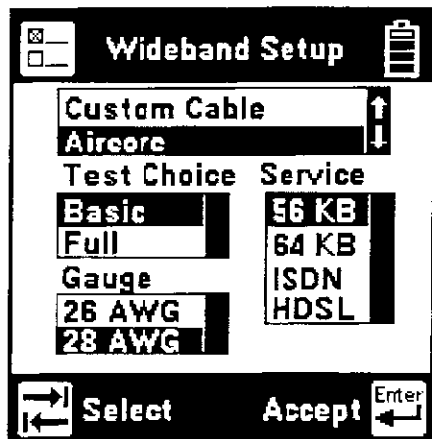 Wideband Setup
Custom Cable
Aircore
Test Choice Service
Basic
Full
56 KB
64 KB
ISDN
HDSL
Gauge
26 AWG
28 AWG
Select
Accept
Enter